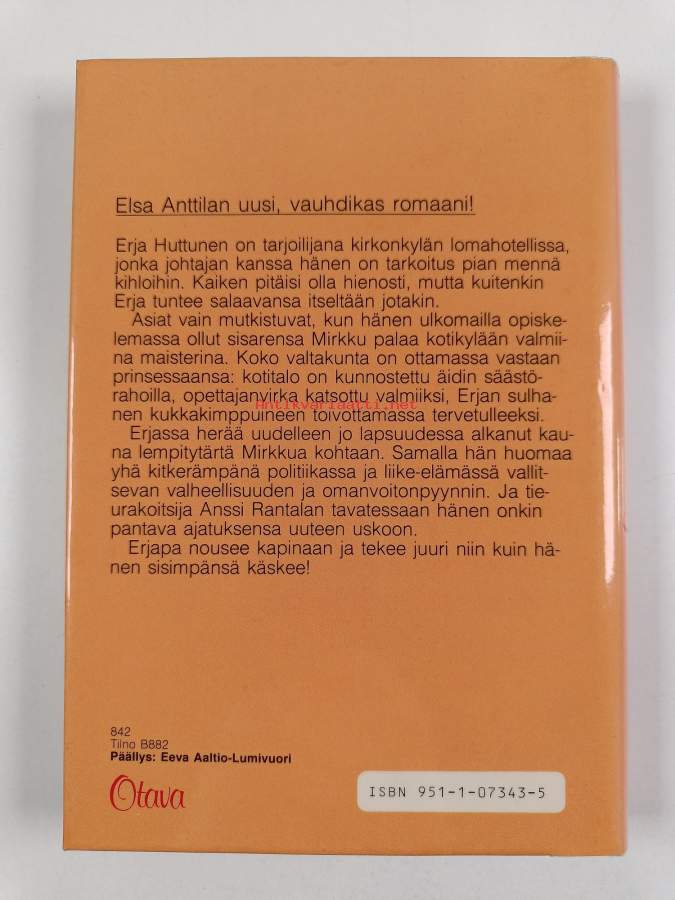 Elsa Anttilan uusi, vauhdikas romaani!
Erja Huttunen on tarjoilijana kirkonkylän lomahotellissa,
jonka johtajan kanssa hänen on tarkoitus pian mennä
kihloihin. Kaiken pitäisi olla hienosti, mutta kuitenkin
Erja tuntee salaavansa itseltään jotakin.
Asiat vain mutkistuvat, kun hänen ulkomailla opiske-
lemassa ollut sisarensa Mirkku palaa kotikylään valmii-
na maisterina. Koko valtakunta on ottamassa vastaan
prinsessaansa: kotitalo on kunnostettu äidin säästö-
rahoilla, opettajanvirka katsottu valmiiksi, Erjan sulha-
nen kukkakimppuineen toivottamassa tervetulleeksi.
Antikvariaatti.net
Erjassa herää uudelleen jo lapsuudessa alkanut kau-
na lempitytärtä Mirkkua kohtaan. Samalla hän huomaa
yhä kitkerämpänä politiikassa ja liike-elämässä vallit-
sevan valheellisuuden ja omanvoitonpyynnin. Ja tie-
urakoitsija Anssi Rantalan tavatessaan hänen onkin
pantava ajatuksensa uuteen uskoon.
Erjapa nousee kapinaan ja tekee juuri niin kuin hä-
nen sisimpänsä käskee!
842
Tilno B882
Päällys: Eeva Aaltio-Lumivuori
Otava
ISBN 951-1-07343-5